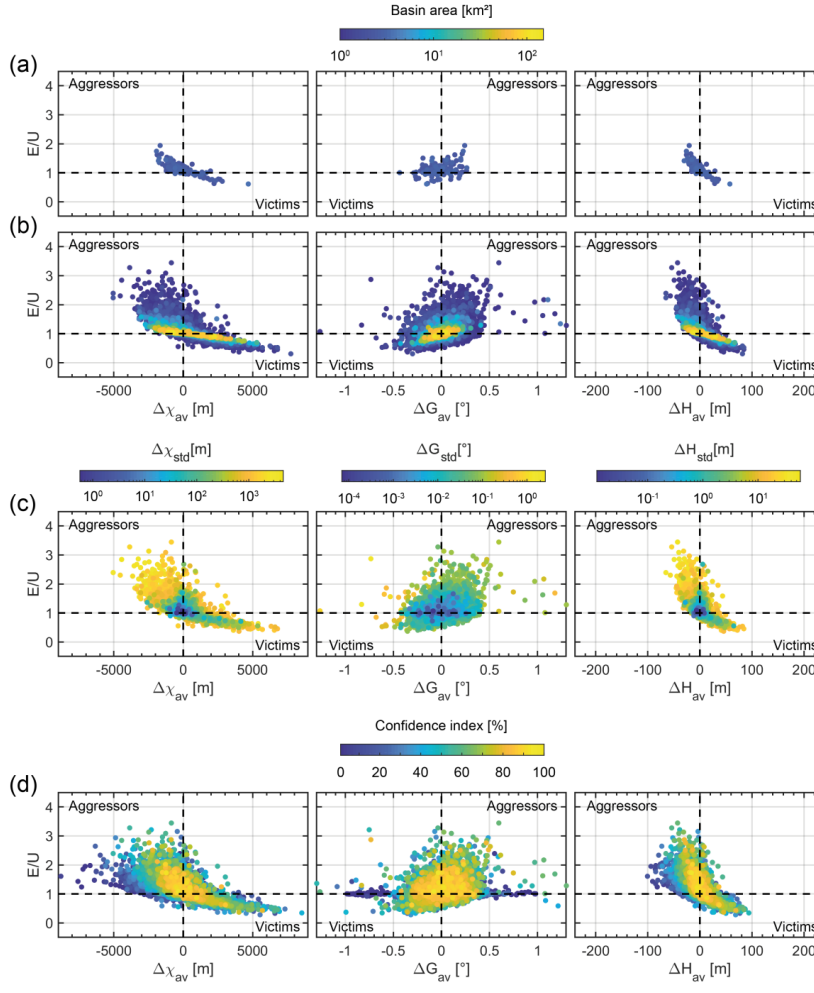 Basin area [km²]
10⁰ 10¹ 10²
(a)
Aggressors
E/U
4
3
2
1
0
Victims Victims Victims
(b)
Aggressors Aggressors Aggressors
E/U
4
3
2
1
0
Victims Victims Victims
-5000 0 5000 -1 -0.5 0 0.5 1 -200 -100 0 100 200
Δχav [m] ΔGav [°] ΔHav [m]
Δχstd[m] ΔGstd[°] ΔHstd[m]
10⁰ 10¹ 10² 10³ 10⁻⁴ 10⁻³ 10⁻² 10⁻¹ 10⁰ 10⁻¹ 10⁰ 10¹
(c)
Aggressors Aggressors Aggressors
E/U
4
3
2
1
0
Victims Victims Victims
-5000 0 5000 -1 -0.5 0 0.5 1 -200 -100 0 100 200
Δχav [m] ΔGav [°] ΔHav [m]
Confidence index [%]
0 20 40 60 80 100
(d)
Aggressors Aggressors Aggressors
E/U
4
3
2
1
0
Victims Victims Victims
-5000 0 5000 -1 -0.5 0 0.5 1 -200 -100 0 100 200
Δχav [m] ΔGav [°] ΔHav [m]